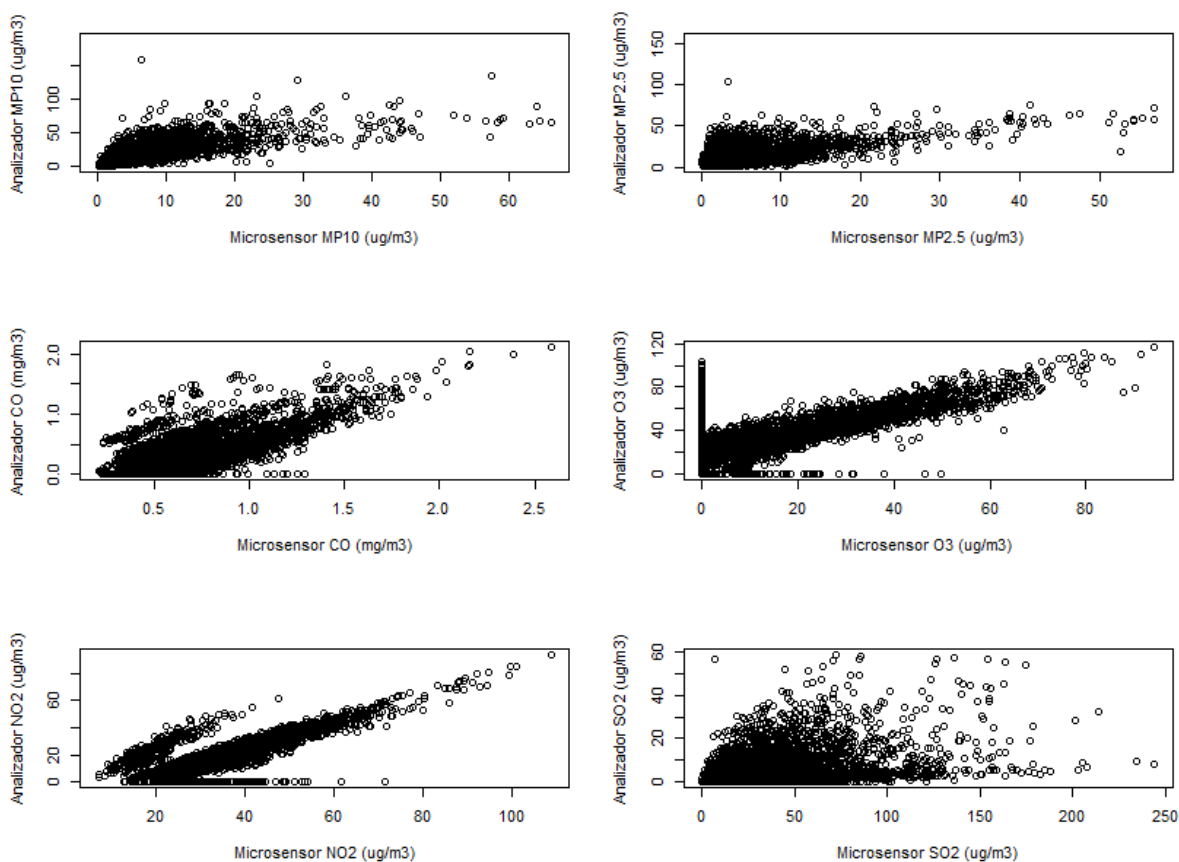 Analizador MP10 (ug/m3)
0 50 100
0 10 20 30 40 50 60
Microsensor MP10 (ug/m3)
Analizador MP2.5 (ug/m3)
0 50 100 150
0 10 20 30 40 50
Microsensor MP2.5 (ug/m3)
Analizador CO (mg/m3)
0.0 1.0 2.0
0.5 1.0 1.5 2.0 2.5
Microsensor CO (mg/m3)
Analizador O3 (ug/m3)
0 40 80 120
0 20 40 60 80
Microsensor O3 (ug/m3)
Analizador NO2 (ug/m3)
0 20 60
20 40 60 80 100
Microsensor NO2 (ug/m3)
Analizador SO2 (ug/m3)
0 20 40 60
0 50 100 150 200 250
Microsensor SO2 (ug/m3)